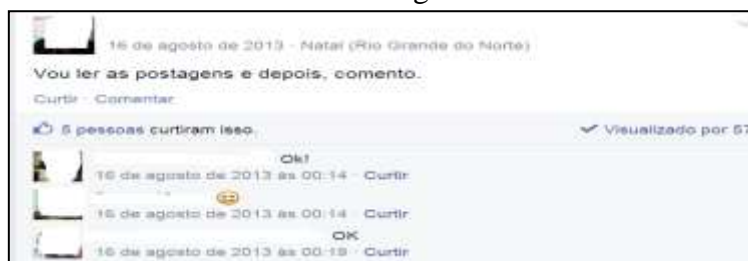 16 de agosto de 2013 · Natal (Rio Grande do Norte)
Vou ler as postagens e depois, comento.
Curtir · Comentar
5 pessoas curtiram isso.
Visualizado por 57
Ok!
16 de agosto de 2013 às 00:14 · Curtir
16 de agosto de 2013 às 00:14 · Curtir
OK
16 de agosto de 2013 às 00:19 · Curtir